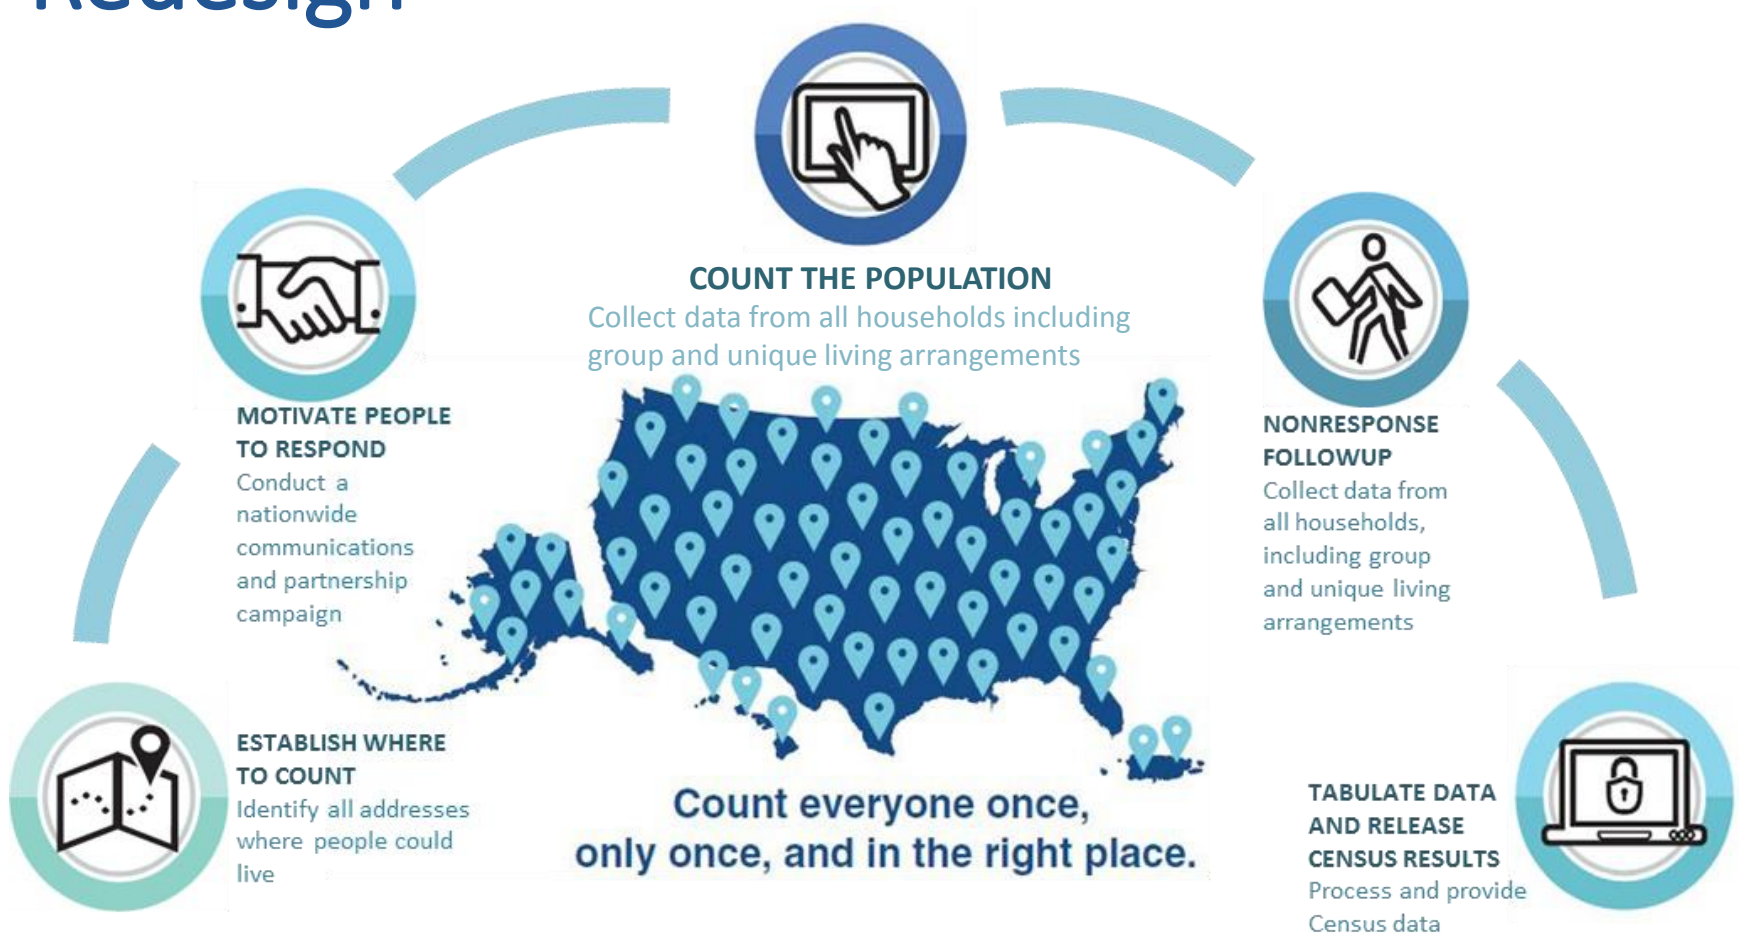 Redesign
COUNT THE POPULATION
Collect data from all households including
group and unique living arrangements
MOTIVATE PEOPLE
TO RESPOND
Conduct a
nationwide
communications
and partnership
campaign
NONRESPONSE
FOLLOWUP
Collect data from
all households,
including group
and unique living
arrangements
ESTABLISH WHERE
TO COUNT
Identify all addresses
where people could
live
Count everyone once,
only once, and in the right place.
TABULATE DATA
AND RELEASE
CENSUS RESULTS
Process and provide
Census data